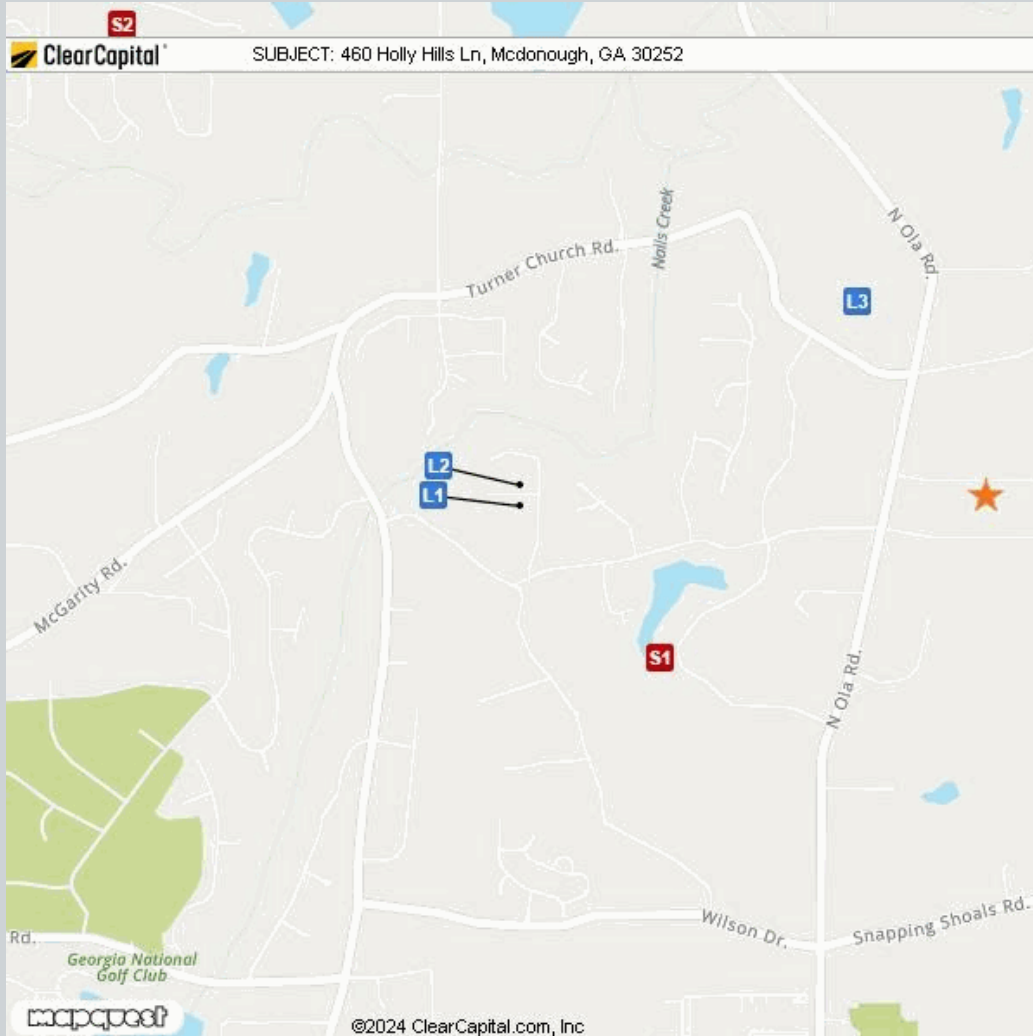 S2
ClearCapital
SUBJECT: 460 Holly Hills Ln, Mcdonough, GA 30252
N Ola Rd.
Nails Creek
Turner Church Rd.
L3
L2
L1
McGarity Rd.
S1
N Ola Rd.
Wilson Dr.
Snapping Shoals Rd.
Rd.
Georgia National
Golf Club
mapquest
©2024 ClearCapital.com, Inc